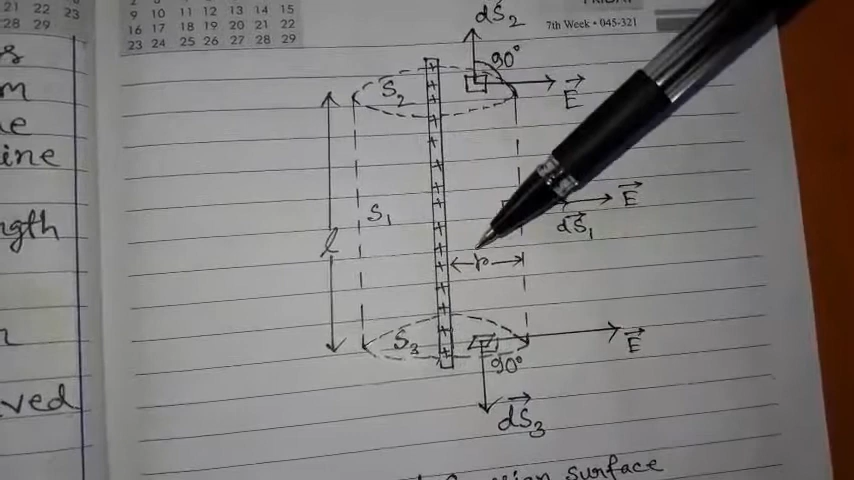 21 22 23
28 29
9 10 11 12 13 14 15
16 17 18 19 20 21 22
23 24 25 26 27 28 29
7th Week • 045-321
dS₂
90°
S₂
E
ine
ngth
l
S₁
E
dS₁
r
S₃
E
90°
dS₃
ved
surface